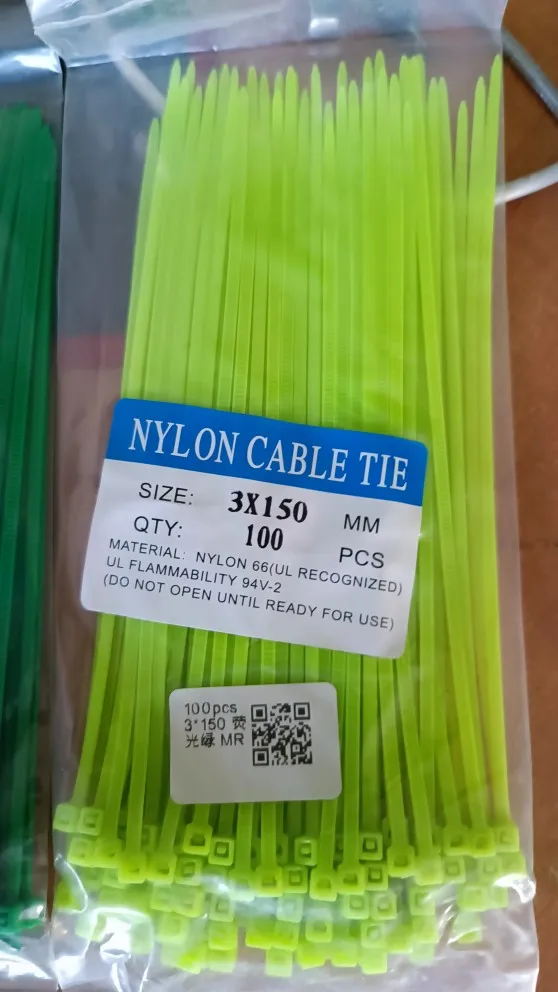 NYLON CABLE TIE
SIZE: 3X150 MM
QTY: 100 PCS
MATERIAL: NYLON 66(UL RECOGNIZED)
UL FLAMMABILITY 94V-2
(DO NOT OPEN UNTIL READY FOR USE)
100pcs
3*150 荧
光绿 MR